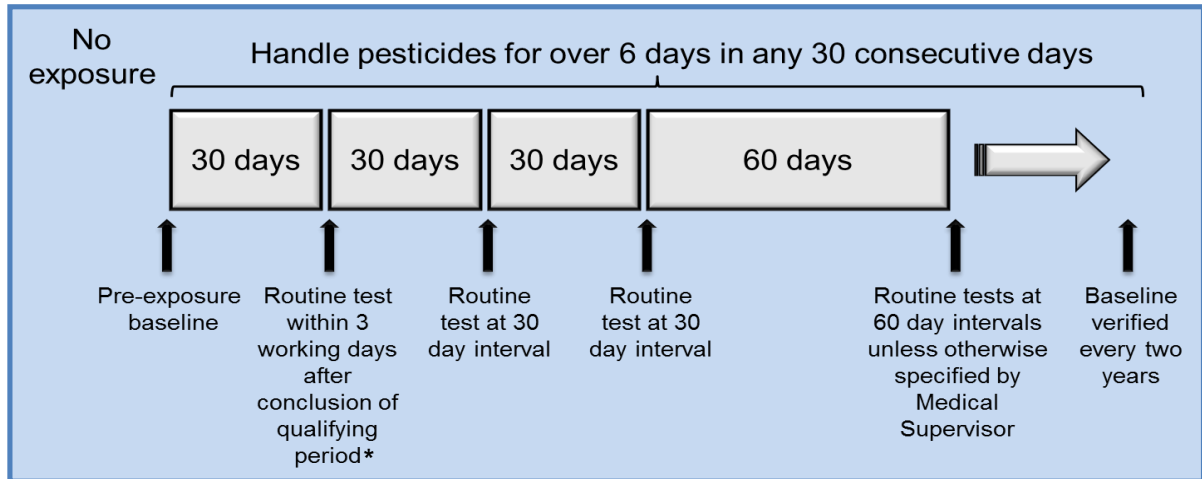 No
exposure
Handle pesticides for over 6 days in any 30 consecutive days
30 days
30 days
30 days
60 days
Pre-exposure
baseline
Routine test
within 3
working days
after
conclusion of
qualifying
period*
Routine
test at 30
day interval
Routine
test at 30
day interval
Routine tests at
60 day intervals
unless otherwise
specified by
Medical
Supervisor
Baseline
verified
every two
years